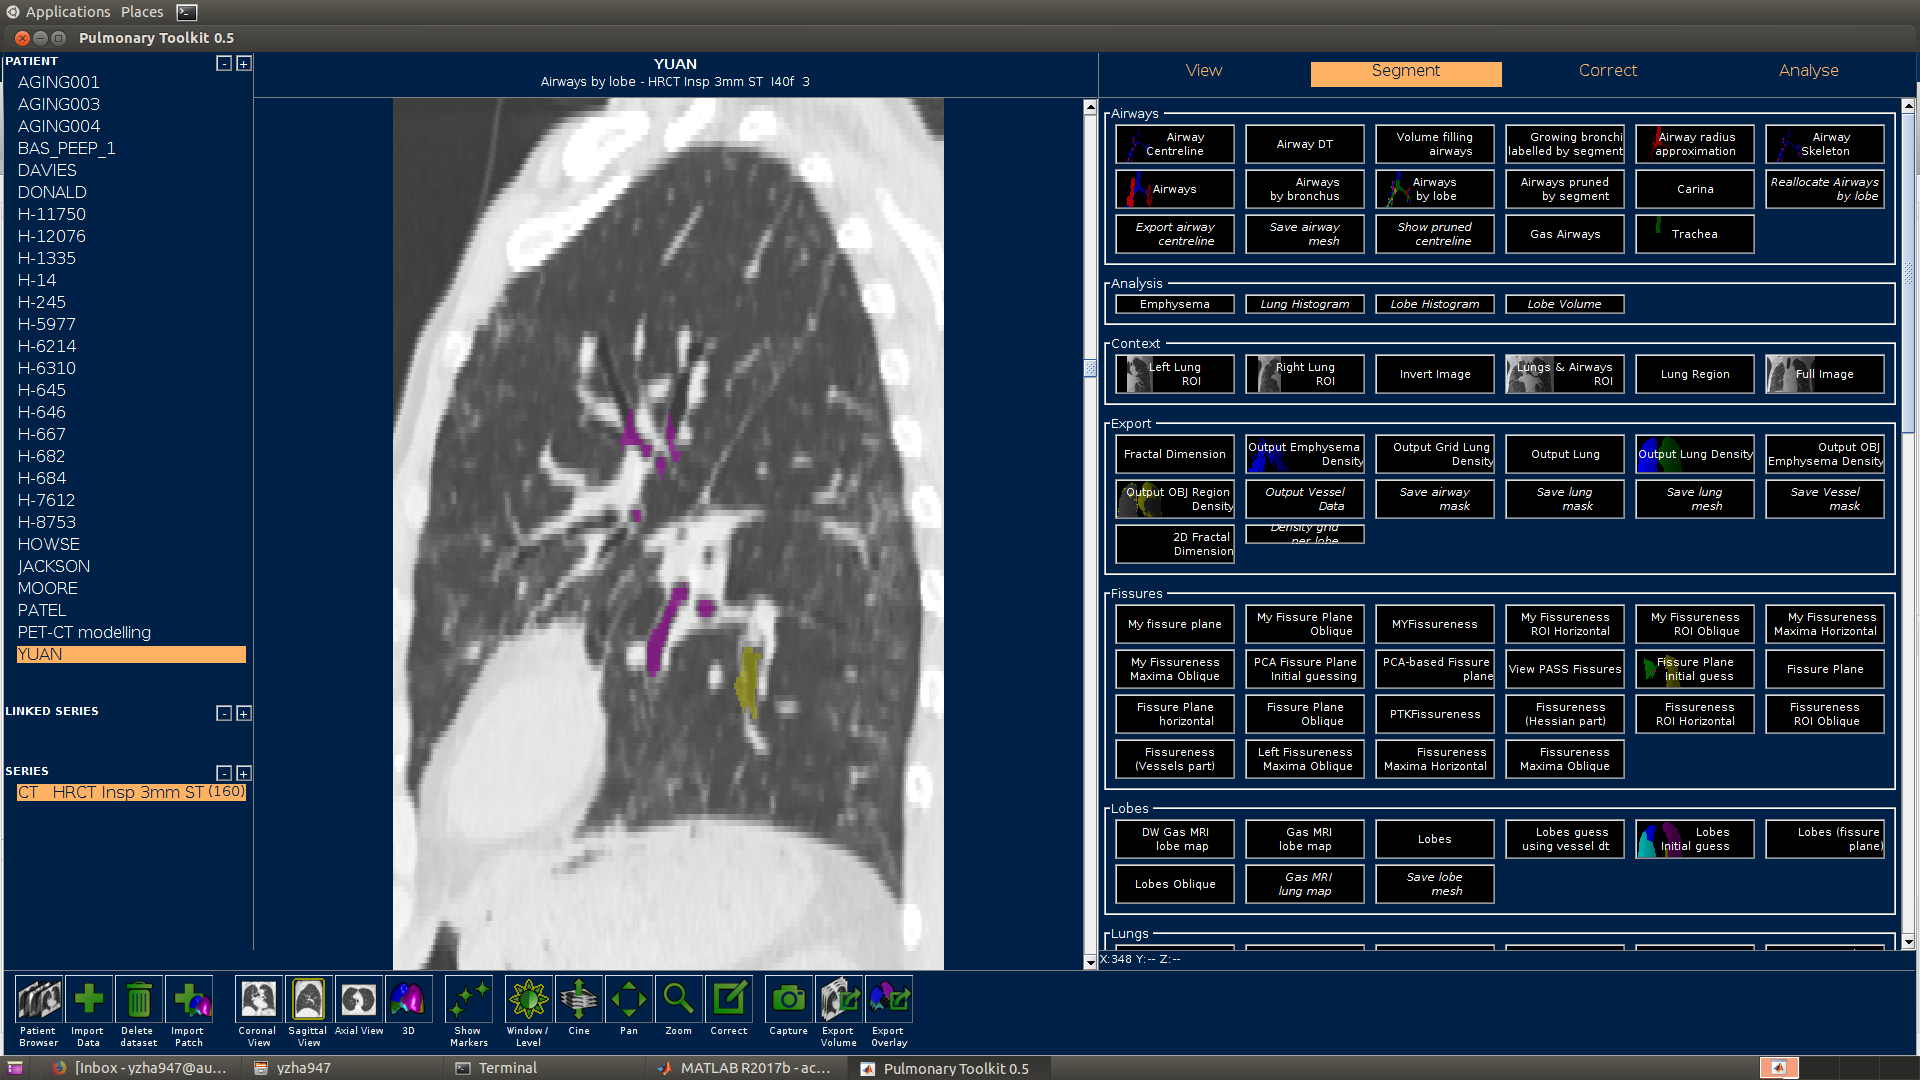 Applications Places
Pulmonary Toolkit 0.5
PATIENT
- +
AGING001
AGING003
AGING004
BAS_PEEP_1
DAVIES
DONALD
H-11750
H-12076
H-1335
H-14
H-245
H-5977
H-6214
H-6310
H-645
H-646
H-667
H-682
H-684
H-7612
H-8753
HOWSE
JACKSON
MOORE
PATEL
PET-CT modelling
YUAN
LINKED SERIES
- +
SERIES
- +
CT HRCT Insp 3mm ST (160)
YUAN
Airways by lobe - HRCT Insp 3mm ST I40f 3
View Segment Correct Analyse
Airways
Airway Centreline
Airway DT
Volume filling airways
Growing bronchi labelled by segment
Airway radius approximation
Airway Skeleton
Airways
Airways by bronchus
Airways by lobe
Airways pruned by segment
Carina
Reallocate Airways by lobe
Export airway centreline
Save airway mesh
Show pruned centreline
Gas Airways
Trachea
Analysis
Emphysema
Lung Histogram
Lobe Histogram
Lobe Volume
Context
Left Lung ROI
Right Lung ROI
Invert Image
Lungs & Airways ROI
Lung Region
Full Image
Export
Fractal Dimension
Output Emphysema Density
Output Grid Lung Density
Output Lung
Output Lung Density
Output OBJ Emphysema Density
Output OBJ Region Density
Output Vessel Data
Save airway mask
Save lung mask
Save lung mesh
Save Vessel mask
2D Fractal Dimension
Density grid per lobe
Fissures
My fissure plane
My Fissure Plane Oblique
MYFissureness
My Fissureness ROI Horizontal
My Fissureness ROI Oblique
My Fissureness Maxima Horizontal
My Fissureness Maxima Oblique
PCA Fissure Plane Initial guessing
PCA-based Fissure plane
View PASS Fissures
Fissure Plane Initial guess
Fissure Plane
Fissure Plane horizontal
Fissure Plane Oblique
PTKFissureness
Fissureness (Hessian part)
Fissureness ROI Horizontal
Fissureness ROI Oblique
Fissureness (Vessels part)
Left Fissureness Maxima Oblique
Fissureness Maxima Horizontal
Fissureness Maxima Oblique
Lobes
DW Gas MRI lobe map
Gas MRI lobe map
Lobes
Lobes guess using vessel dt
Lobes Initial guess
Lobes (fissure plane)
Lobes Oblique
Gas MRI lung map
Save lobe mesh
Lungs
X:348 Y:-- Z:--
Patient Browser
Import Data
Delete dataset
Import Patch
Coronal View
Sagittal View
Axial View
3D
Show Markers
Window / Level
Cine
Pan
Zoom
Correct
Capture
Export Volume
Export Overlay
[Inbox - yzha947@au...
yzha947
Terminal
MATLAB R2017b - ac...
Pulmonary Toolkit 0.5